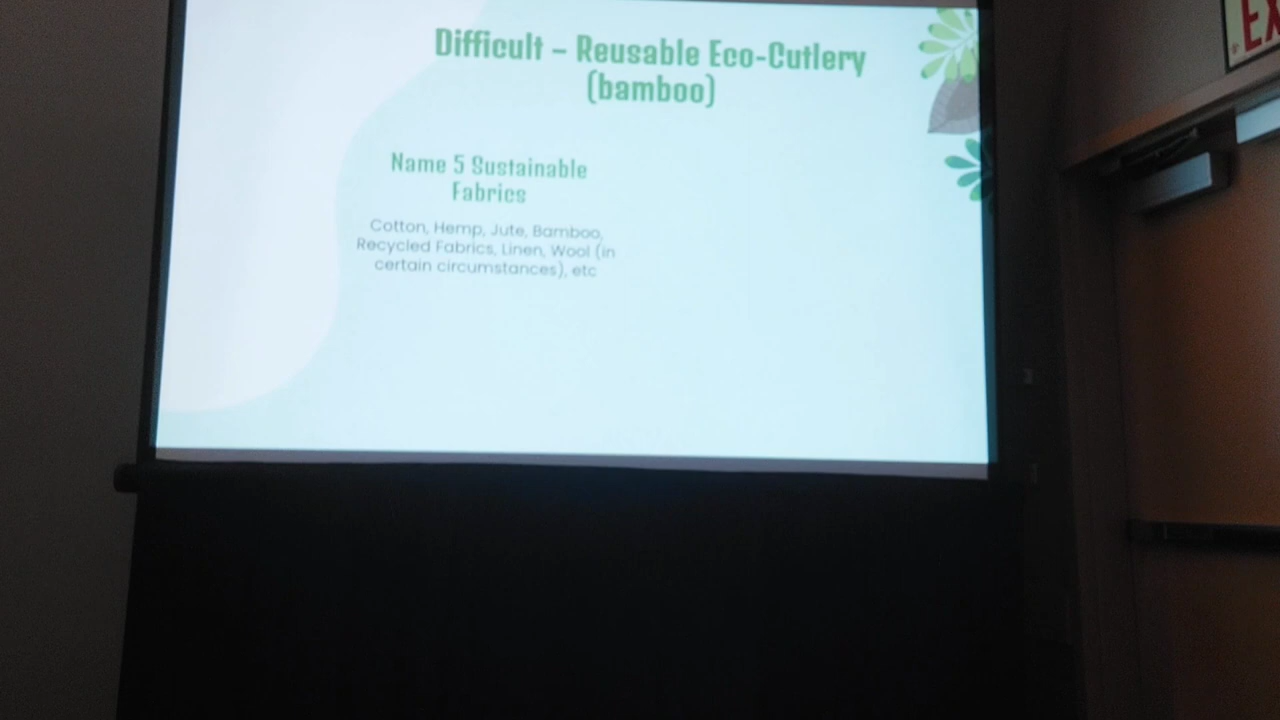 Difficult – Reusable Eco-Cutlery
(bamboo)
Name 5 Sustainable
Fabrics
Cotton, Hemp, Jute, Bamboo,
Recycled Fabrics, Linen, Wool (in
certain circumstances), etc